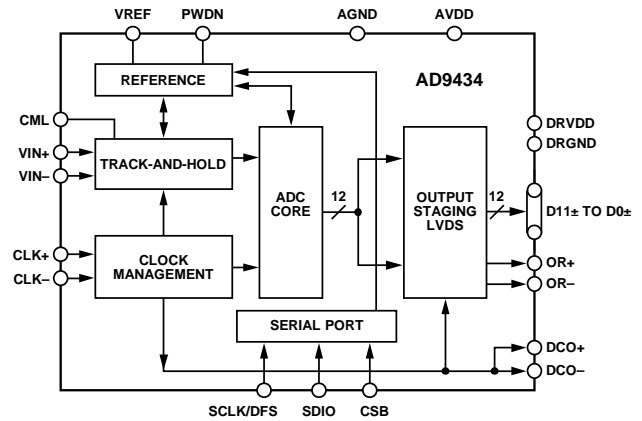 VREF PWDN AGND AVDD
REFERENCE
AD9434
CML
DRVDD
VIN+
DRGND
TRACK-AND-HOLD
VIN–
ADC
CORE
12
OUTPUT
STAGING
LVDS
12
D11± TO D0±
CLK+
CLOCK
MANAGEMENT
CLK–
OR+
OR–
SERIAL PORT
DCO+
DCO–
SCLK/DFS SDIO CSB